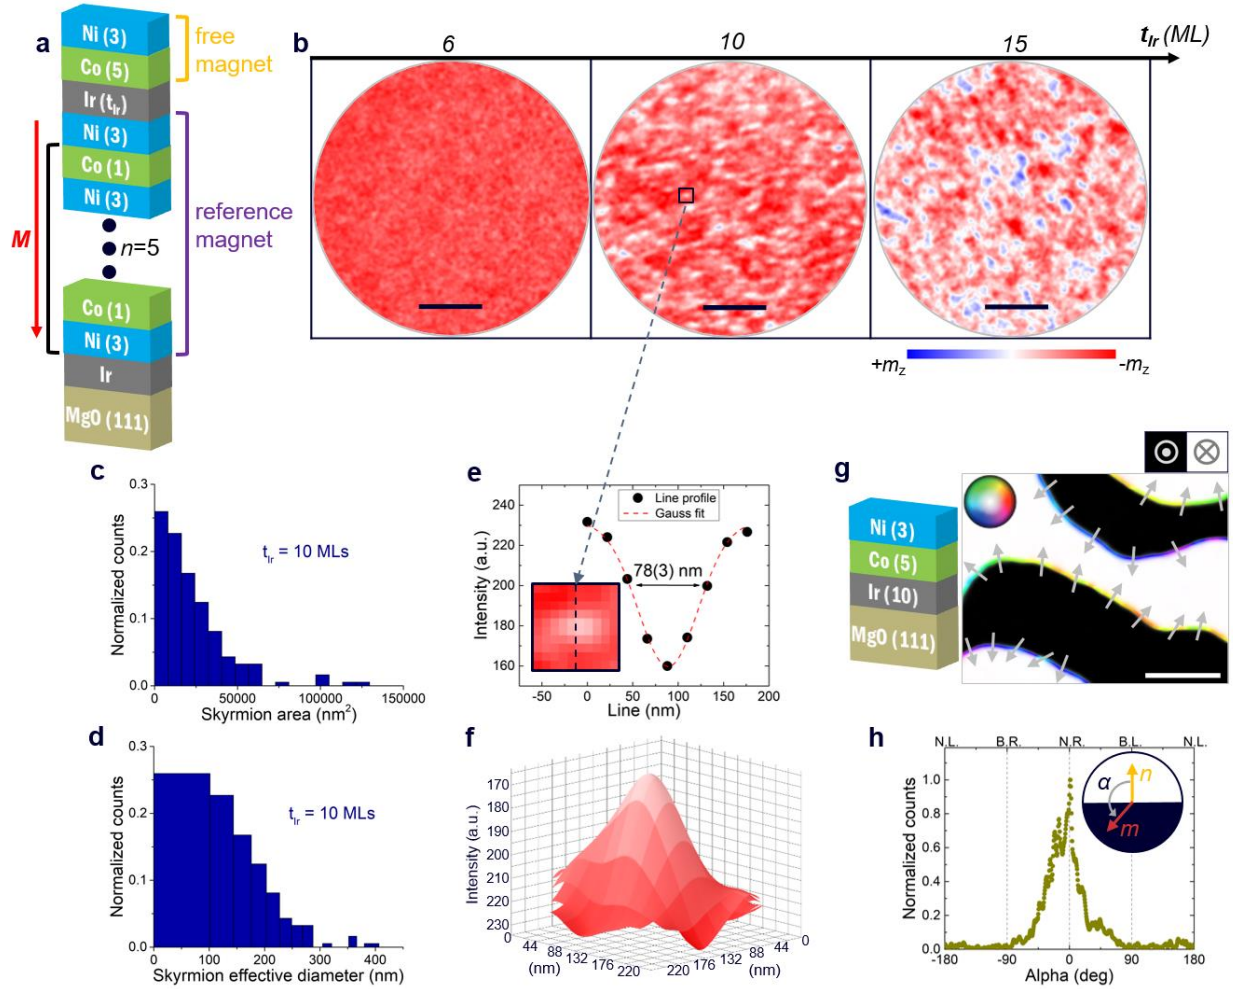 a
Ni (3)
Co (5)
Ir (tIr)
Ni (3)
Co (1)
Ni (3)
n=5
Co (1)
Ni (3)
Ir
MgO (111)
M
free
magnet
reference
magnet
b
6
10
15
tIr (ML)
+mz
-mz
c
Normalized counts
0.3
0.2
0.1
0.0
tIr = 10 MLs
0
50000
100000
150000
Skyrmion area (nm²)
d
Normalized counts
0.3
0.2
0.1
0.0
tIr = 10 MLs
0
100
200
300
400
Skyrmion effective diameter (nm)
e
Intensity (a.u.)
240
220
200
180
160
Line profile
Gauss fit
78(3) nm
-50
0
50
100
150
200
Line (nm)
f
Intensity (a.u.)
170
180
190
200
210
220
230
0
44
88
132
176
220
(nm)
220
176
132
88
44
0
(nm)
g
Ni (3)
Co (5)
Ir (10)
MgO (111)
h
N.L.
B.R.
N.R.
B.L.
N.L.
Normalized counts
1.0
0.8
0.6
0.4
0.2
0.0
α
n
m
-180
-90
0
90
180
Alpha (deg)